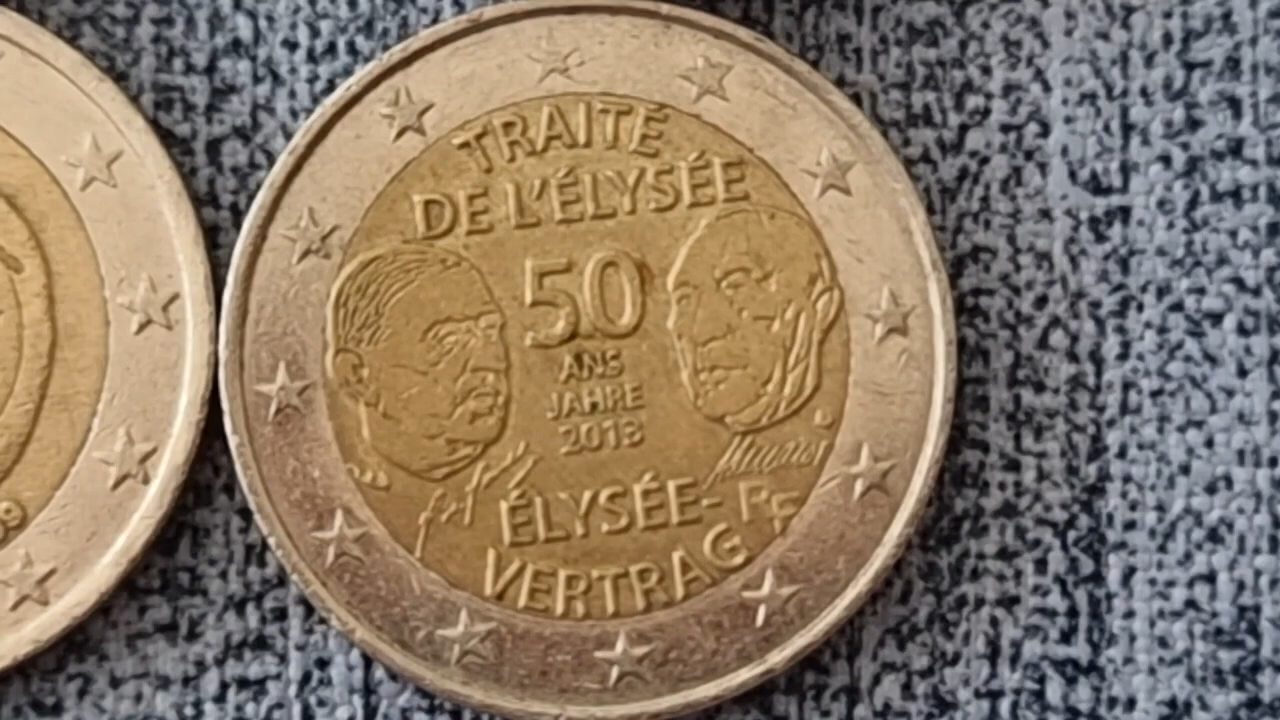 TRAITÉ
DE L'ÉLYSÉE
50
ANS
JAHRE
2013
ÉLYSÉE-
VERTRAG
RF